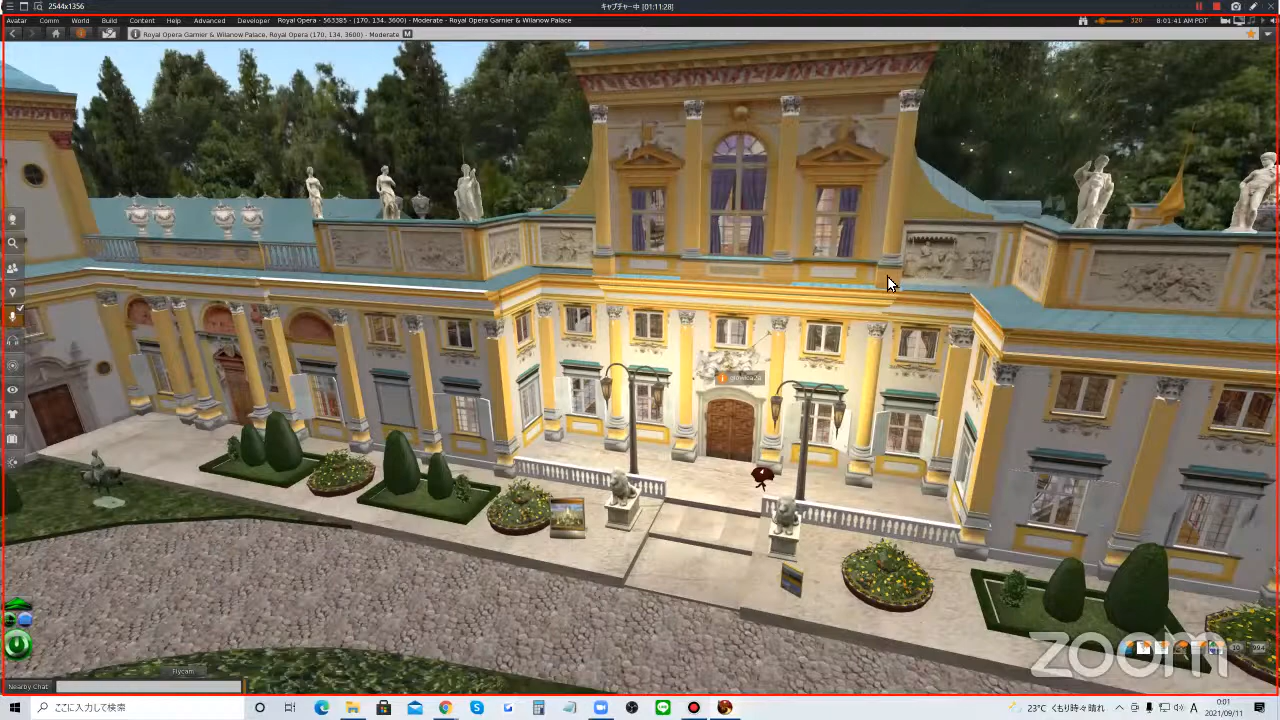 2544x1356
キャプチャー中 [01:11:28]
Avatar Comm World Build Content Help Advanced Developer Royal Opera - 563385 - (170, 134, 3600) - Moderate - Royal Opera Garnier & Wilanow Palace
320 8:01:41 AM PDT
Royal Opera Garnier & Wilanow Palace, Royal Opera (170, 134, 3600) - Moderate M
Flycam
Nearby Chat
zoom
ここに入力して検索
23°C くもり時々晴れ
A
0:01
2021/09/11